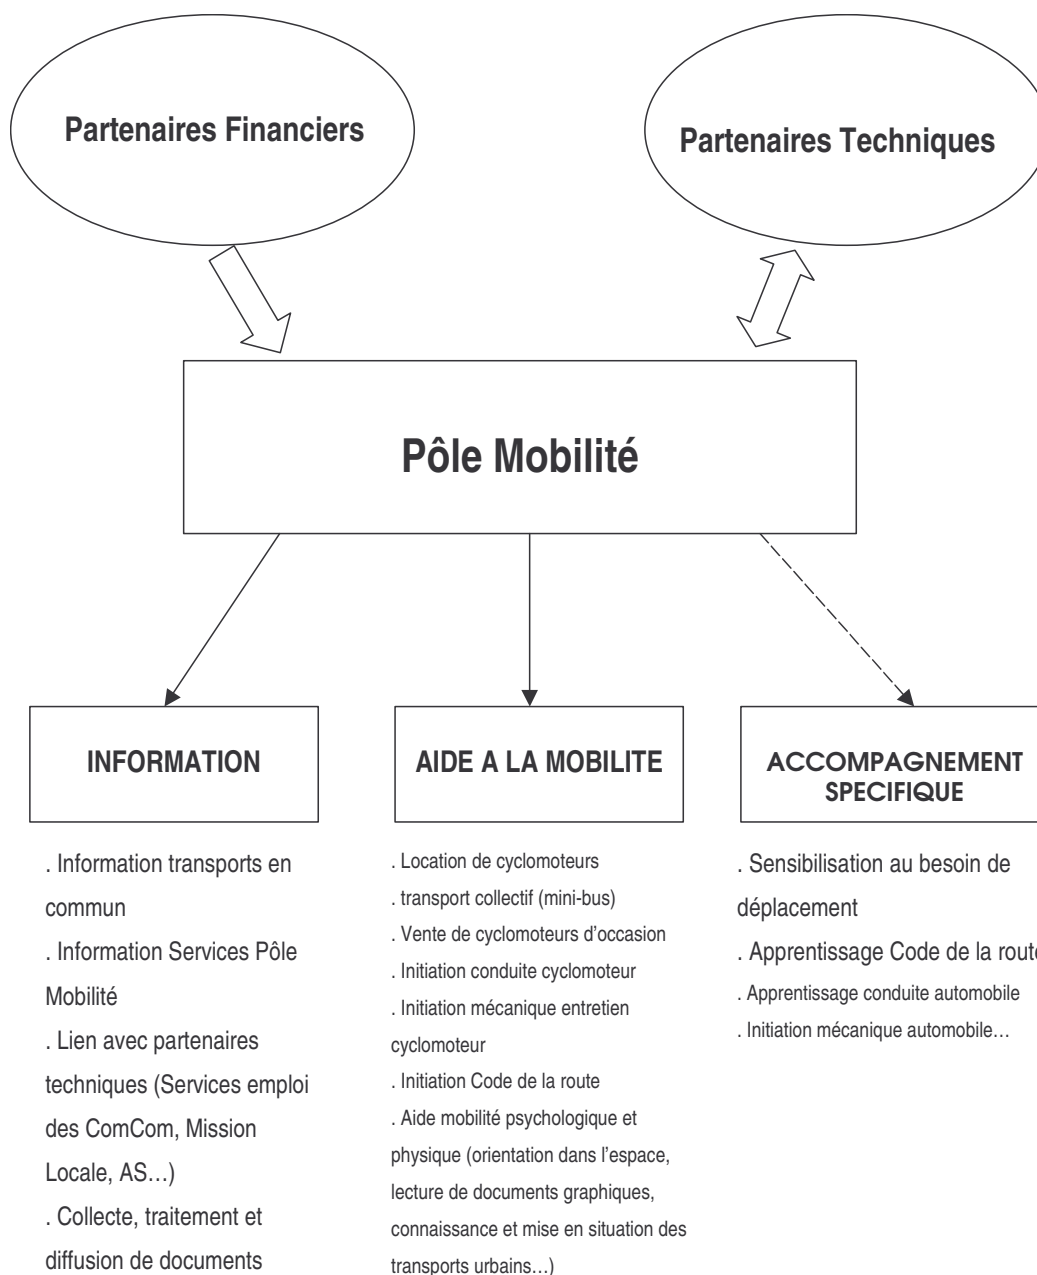 Partenaires Financiers
Partenaires Techniques
Pôle Mobilité
INFORMATION
. Information transports en
commun
. Information Services Pôle
Mobilité
. Lien avec partenaires
techniques (Services emploi
des ComCom, Mission
Locale, AS…)
. Collecte, traitement et
diffusion de documents
AIDE A LA MOBILITE
. Location de cyclomoteurs
. transport collectif (mini-bus)
. Vente de cyclomoteurs d’occasion
. Initiation conduite cyclomoteur
. Initiation mécanique entretien
cyclomoteur
. Initiation Code de la route
. Aide mobilité psychologique et
physique (orientation dans l’espace,
lecture de documents graphiques,
connaissance et mise en situation des
transports urbains…)
ACCOMPAGNEMENT
SPECIFIQUE
. Sensibilisation au besoin de
déplacement
. Apprentissage Code de la route
. Apprentissage conduite automobile
. Initiation mécanique automobile…